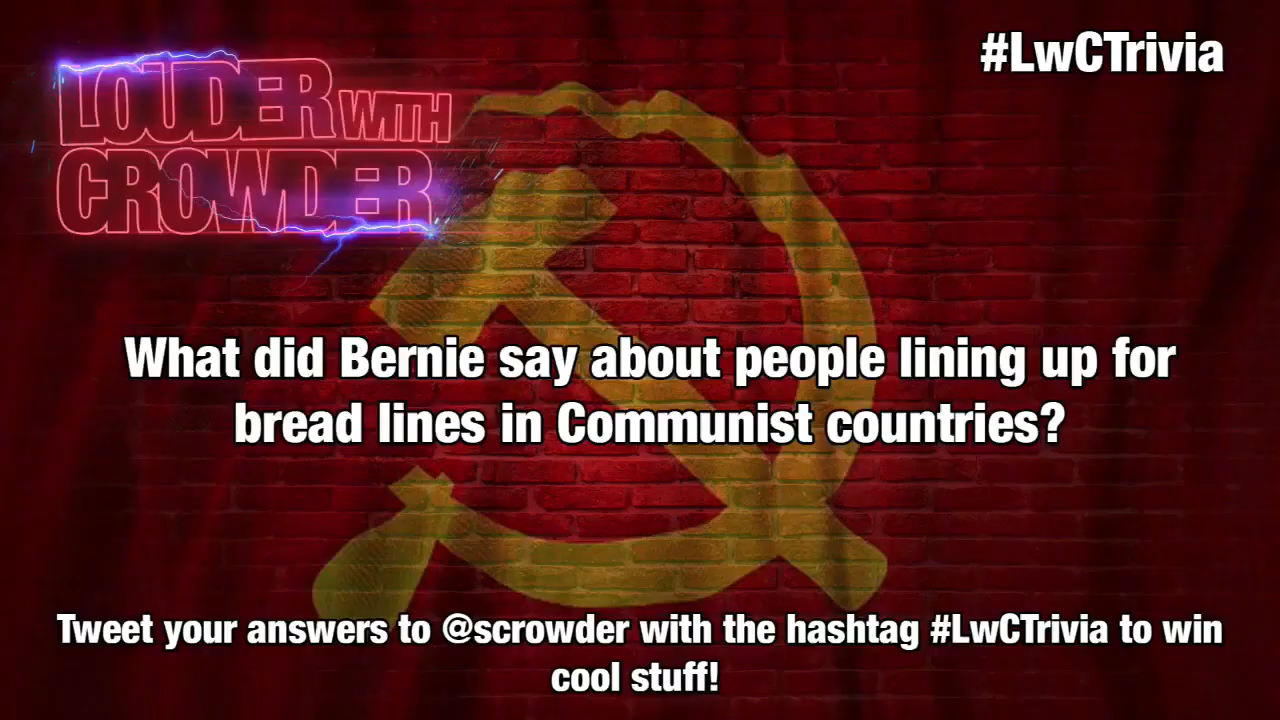 LOUDER WITH
CROWDER
#LwCTrivia
What did Bernie say about people lining up for
bread lines in Communist countries?
Tweet your answers to @scrowder with the hashtag #LwCTrivia to win
cool stuff!